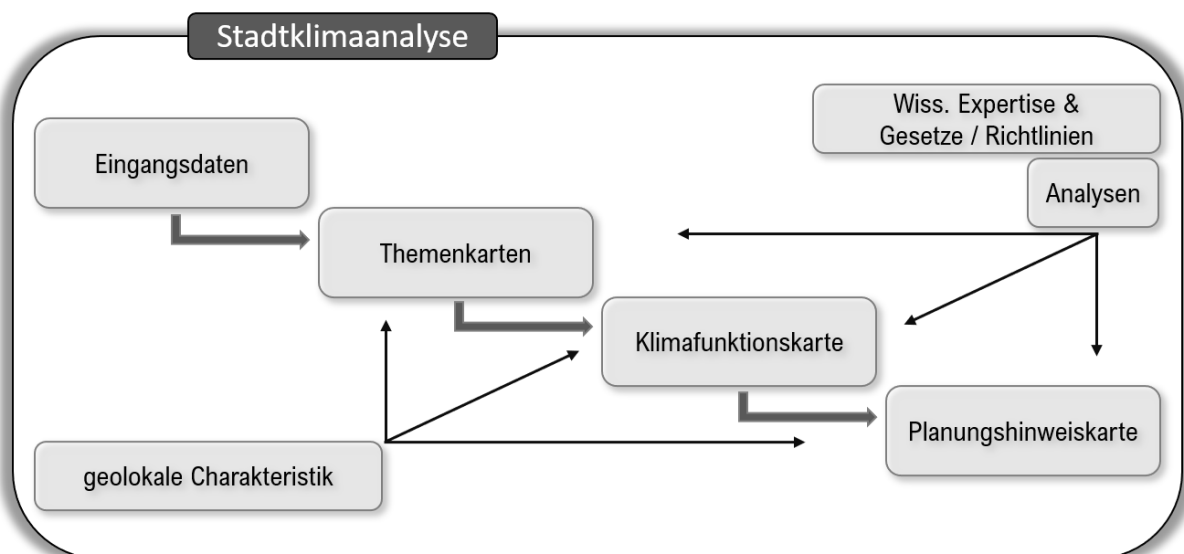 Stadtklimaanalyse
Wiss. Expertise &
Gesetze / Richtlinien
Eingangsdaten
Analysen
Themenkarten
Klimafunktionskarte
Planungshinweiskarte
geolokale Charakteristik